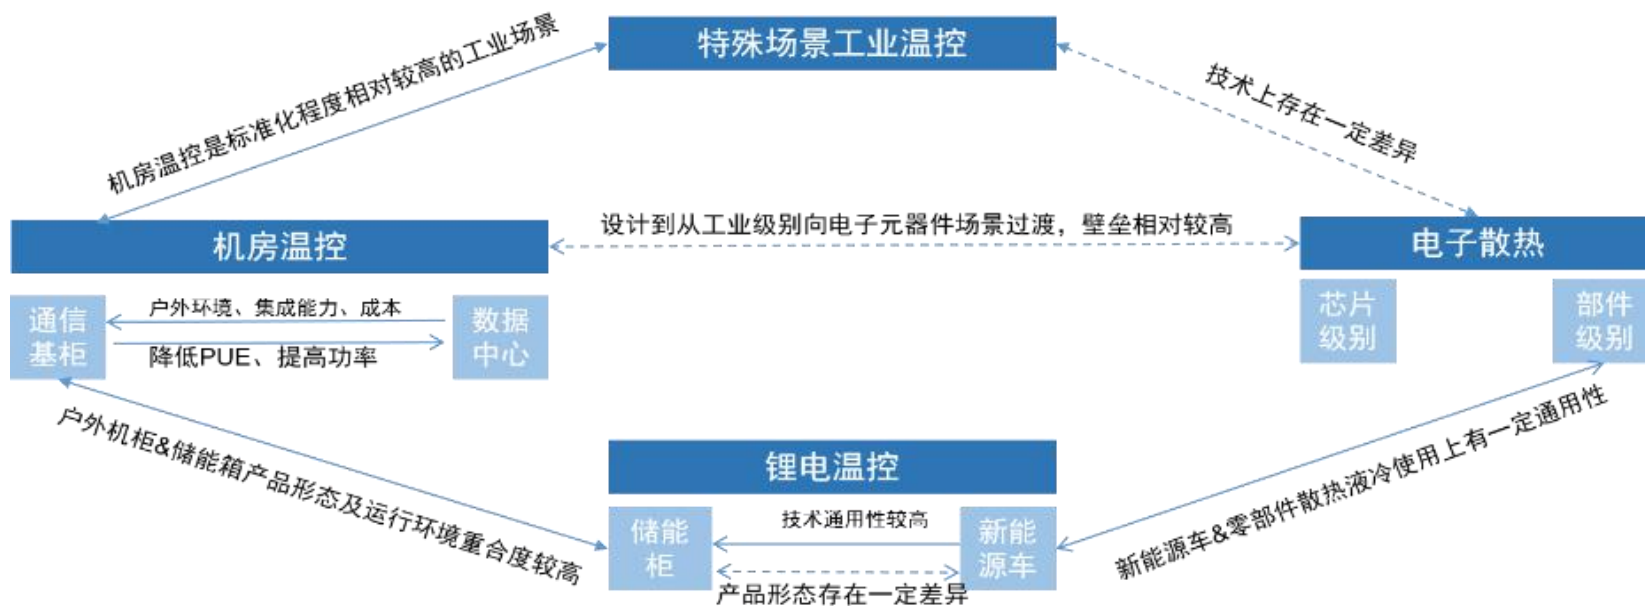 特殊场景工业温控
机房温控是标准化程度相对较高的工业场景
技术上存在一定差异
机房温控
设计到从工业级别向电子元器件场景过渡，壁垒相对较高
电子散热
通信
基柜
户外环境、集成能力、成本
降低PUE、提高功率
数据
中心
芯片
级别
部件
级别
户外机柜&储能箱产品形态及运行环境重合度较高
锂电温控
新能源车&零部件散热液冷使用上有一定通用性
储能
柜
技术通用性较高
产品形态存在一定差异
新能
源车